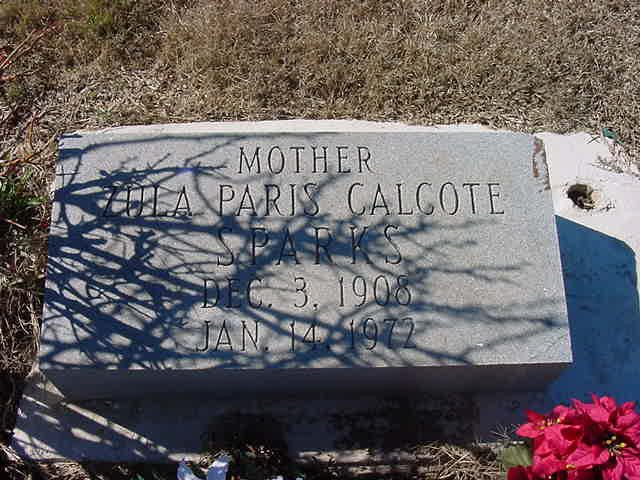 MOTHER
ZULA PARIS CALCOTE
SPARKS
DEC. 3, 1908
JAN. 14, 1972